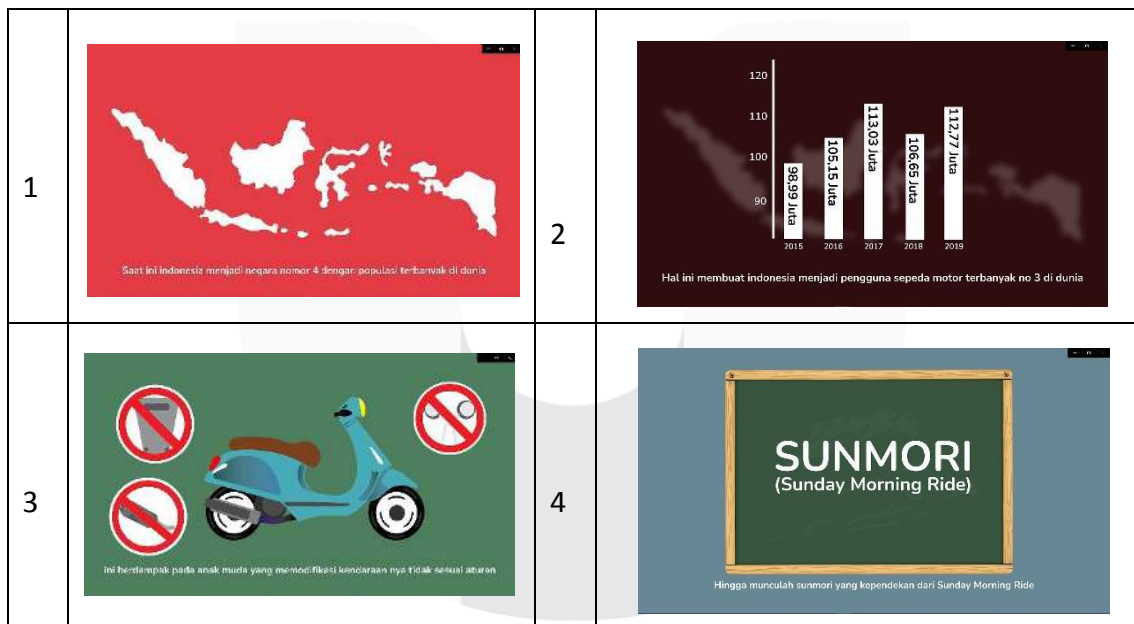 1
Saat ini indonesia menjadi negara nomor 4 dengan populasi terbanyak di dunia
2
120
110
100
90
98,99 Juta
105,15 Juta
113,03 Juta
106,65 Juta
112,77 Juta
2015 2016 2017 2018 2019
Hal ini membuat indonesia menjadi pengguna sepeda motor terbanyak no 3 di dunia
3
ini berdampak pada anak muda yang memodifikasi kendaraan nya tidak sesuai aturan
4
SUNMORI
(Sunday Morning Ride)
Hingga munculah sunmori yang kependekan dari Sunday Morning Ride